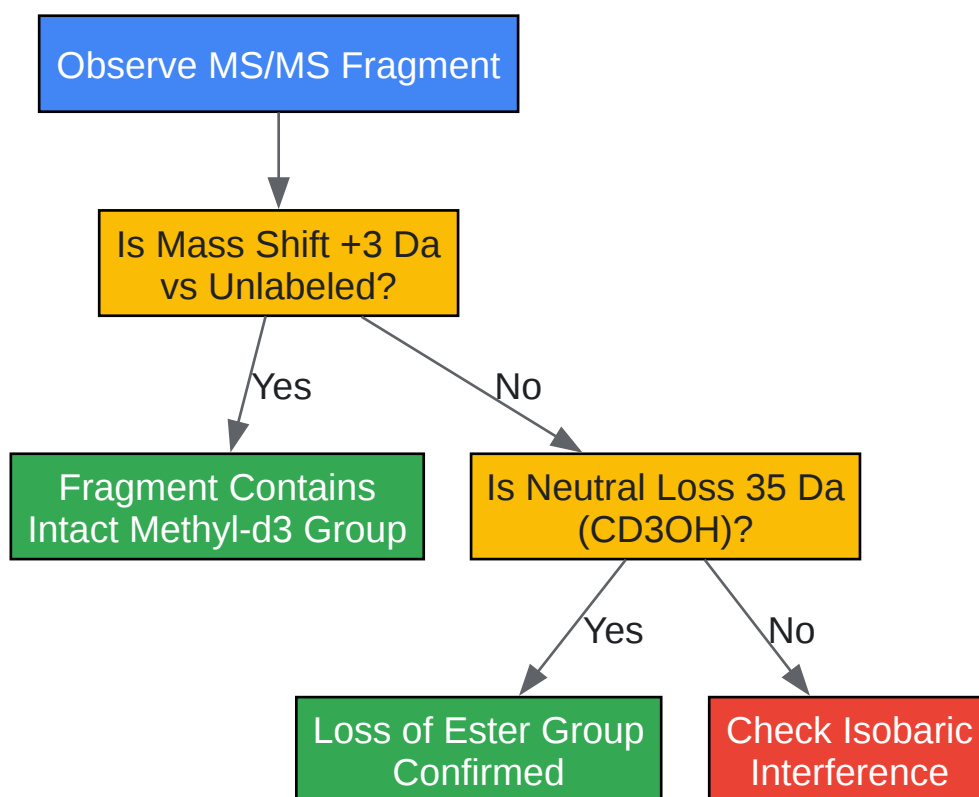 Observe MS/MS Fragment
Is Mass Shift +3 Da
vs Unlabeled?
Yes
No
Fragment Contains
Intact Methyl-d3 Group
Is Neutral Loss 35 Da
(CD3OH)?
Yes
No
Loss of Ester Group
Confirmed
Check Isobaric
Interference